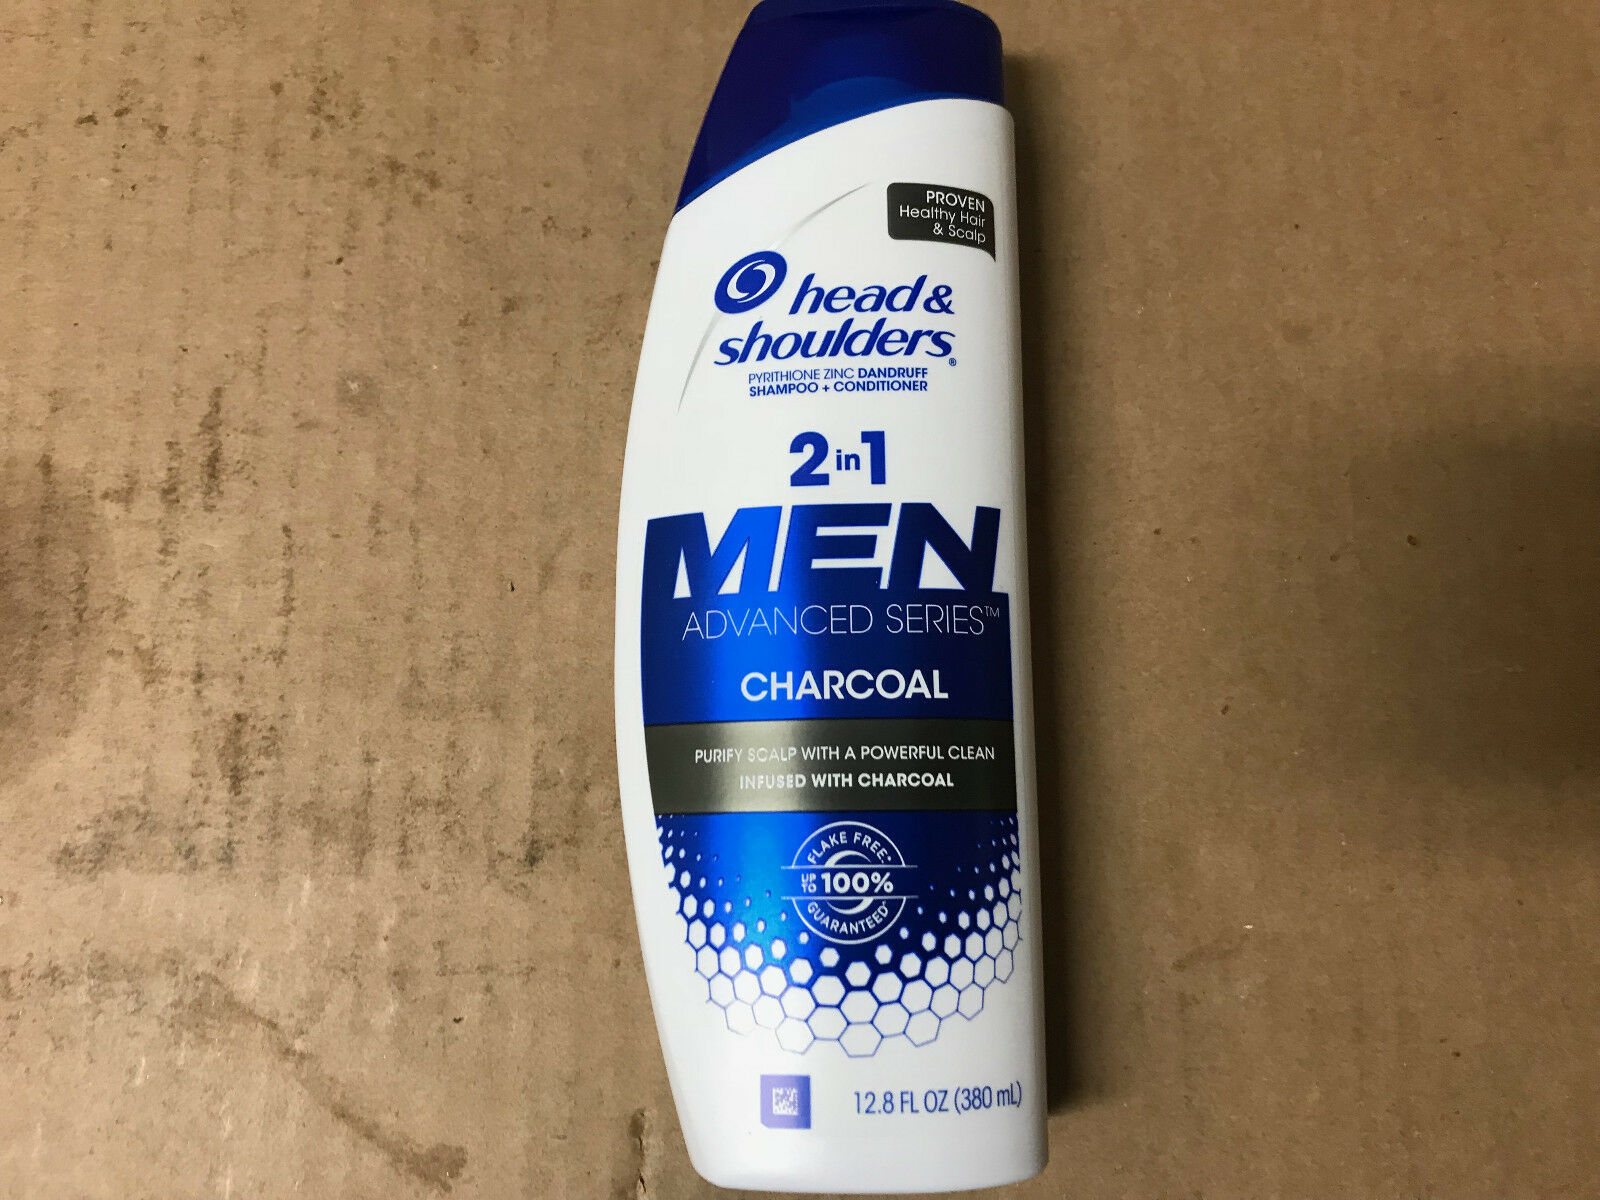 PROVEN
Healthy Hair
& Scalp
head &
shoulders®
PYRITHIONE ZINC DANDRUFF
SHAMPOO + CONDITIONER
2 in 1
MEN
ADVANCED SERIES™
CHARCOAL
PURIFY SCALP WITH A POWERFUL CLEAN
INFUSED WITH CHARCOAL
FLAKE FREE*
UP TO 100%
GUARANTEED^
12.8 FL OZ (380 mL)